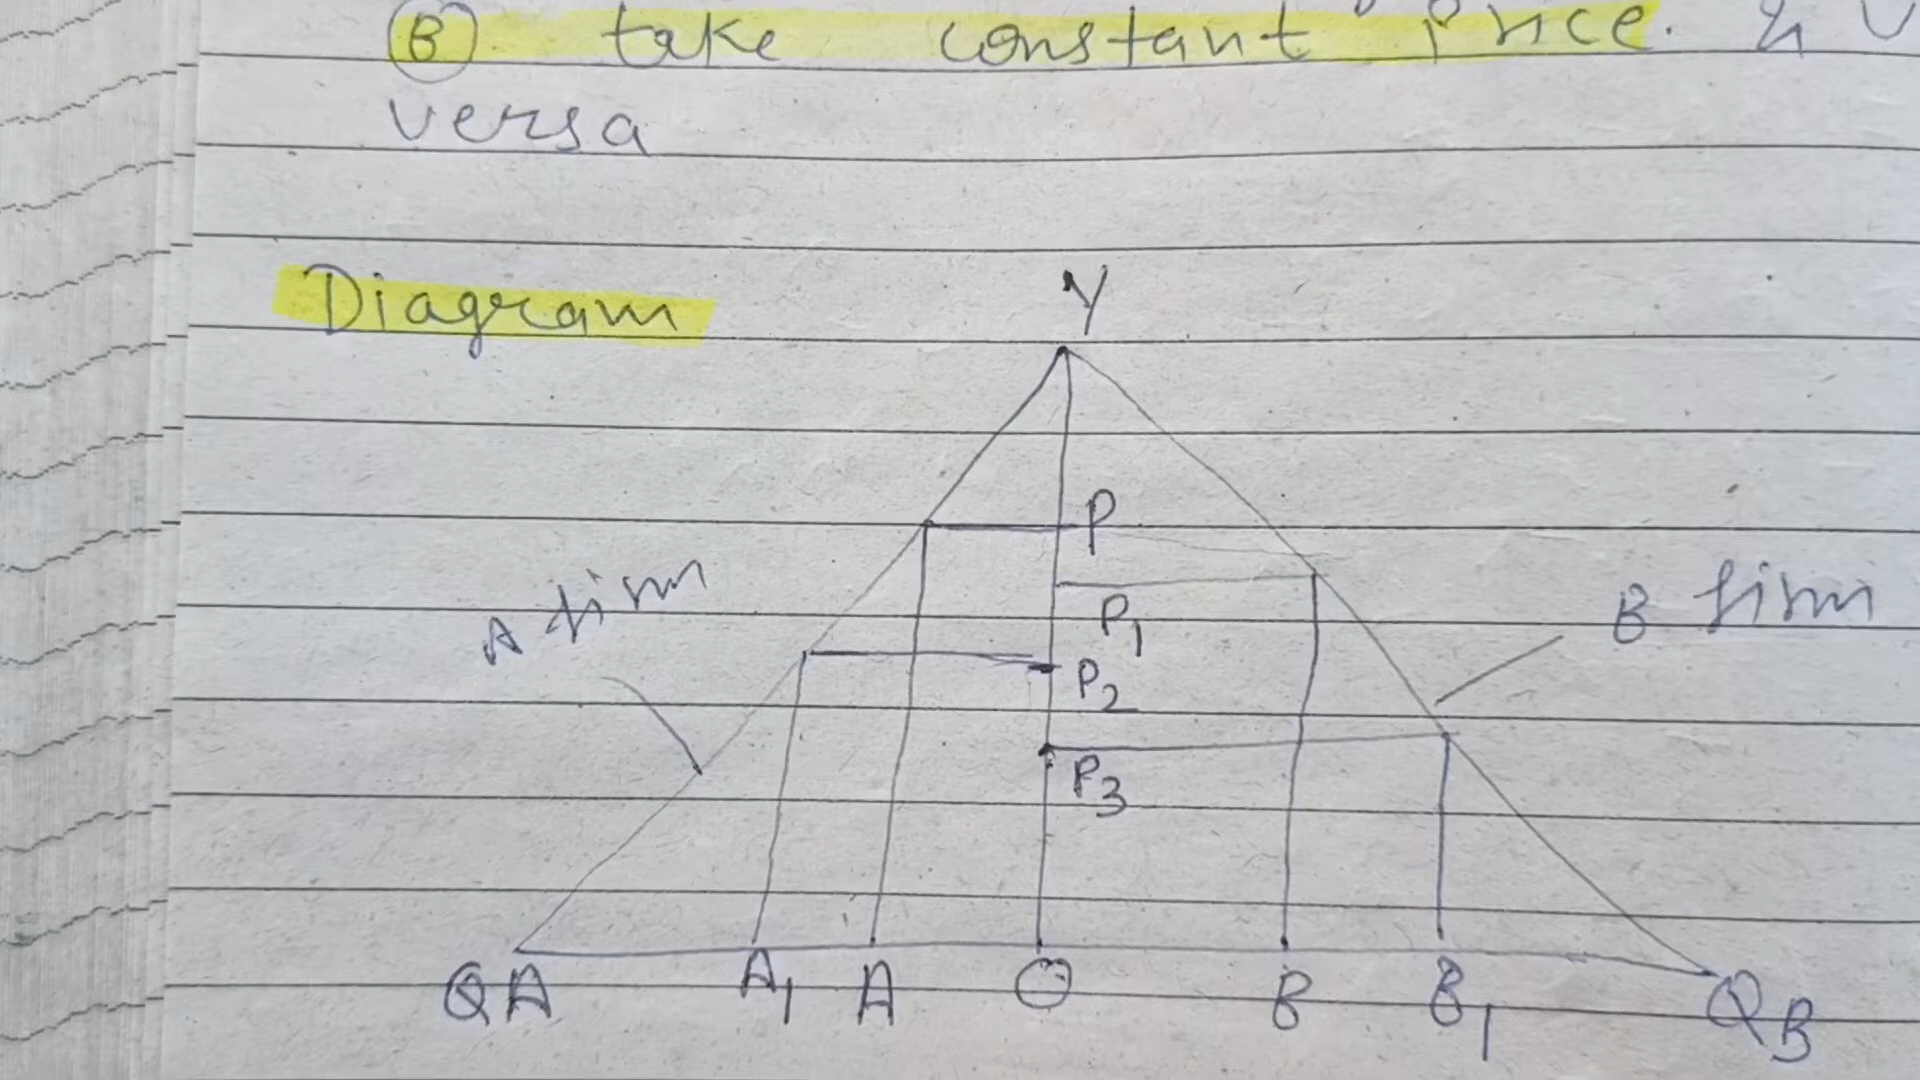 B take constant price. &
versa
Diagram
Y
P
P1
P2
P3
A firm
B firm
QA A1 A O B B1 QB